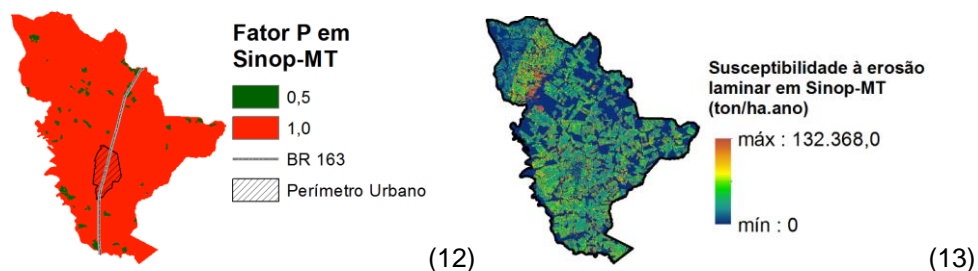 Fator P em
Sinop-MT
0,5
1,0
BR 163
Perímetro Urbano
(12)
Susceptibilidade à erosão
laminar em Sinop-MT
(ton/ha.ano)
máx : 132.368,0
mín : 0
(13)